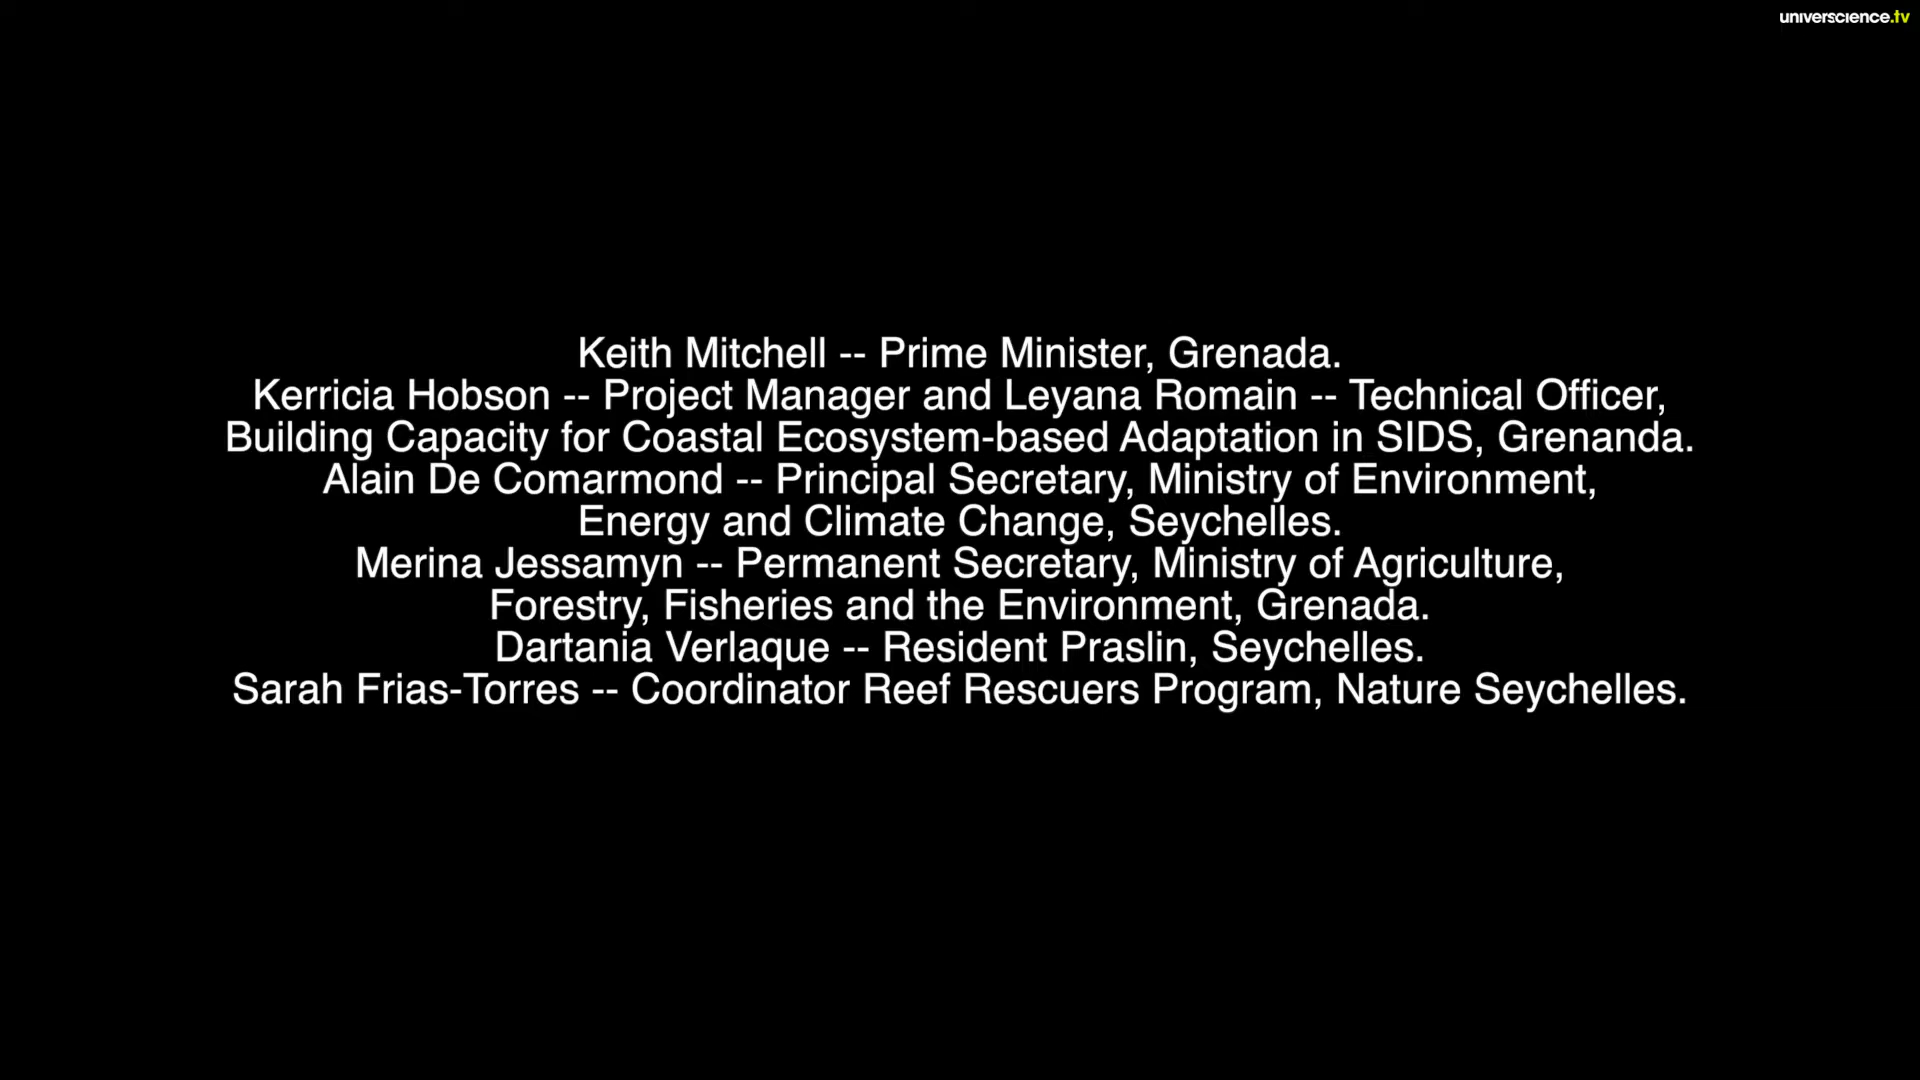 universcience.tv
Keith Mitchell -- Prime Minister, Grenada.
Kerricia Hobson -- Project Manager and Leyana Romain -- Technical Officer,
Building Capacity for Coastal Ecosystem-based Adaptation in SIDS, Grenanda.
Alain De Comarmond -- Principal Secretary, Ministry of Environment,
Energy and Climate Change, Seychelles.
Merina Jessamyn -- Permanent Secretary, Ministry of Agriculture,
Forestry, Fisheries and the Environment, Grenada.
Dartania Verlaque -- Resident Praslin, Seychelles.
Sarah Frias-Torres -- Coordinator Reef Rescuers Program, Nature Seychelles.